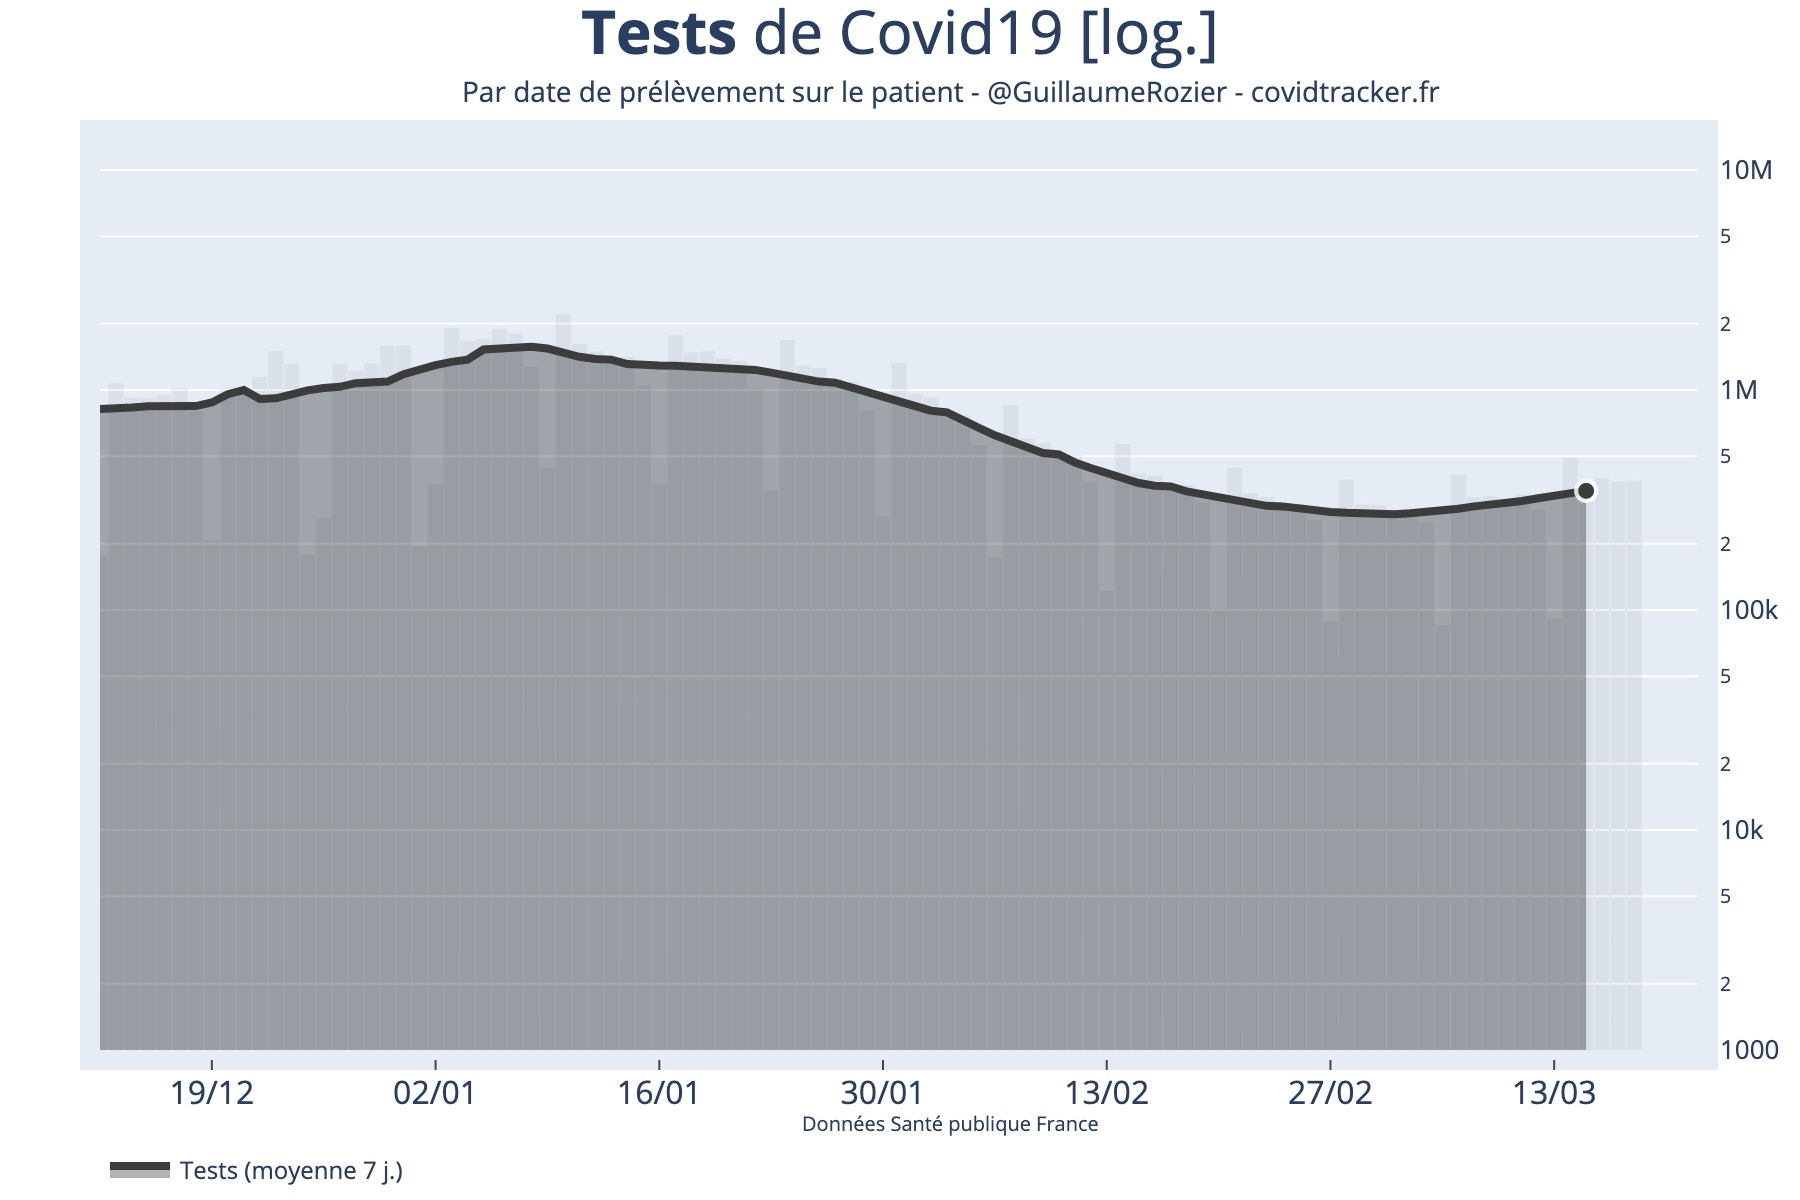 Tests de Covid19 [log.]
Par date de prélèvement sur le patient - @GuillaumeRozier - covidtracker.fr
10M
5
2
1M
5
2
100k
5
2
10k
5
2
1000
19/12 02/01 16/01 30/01 13/02 27/02 13/03
Données Santé publique France
Tests (moyenne 7 j.)